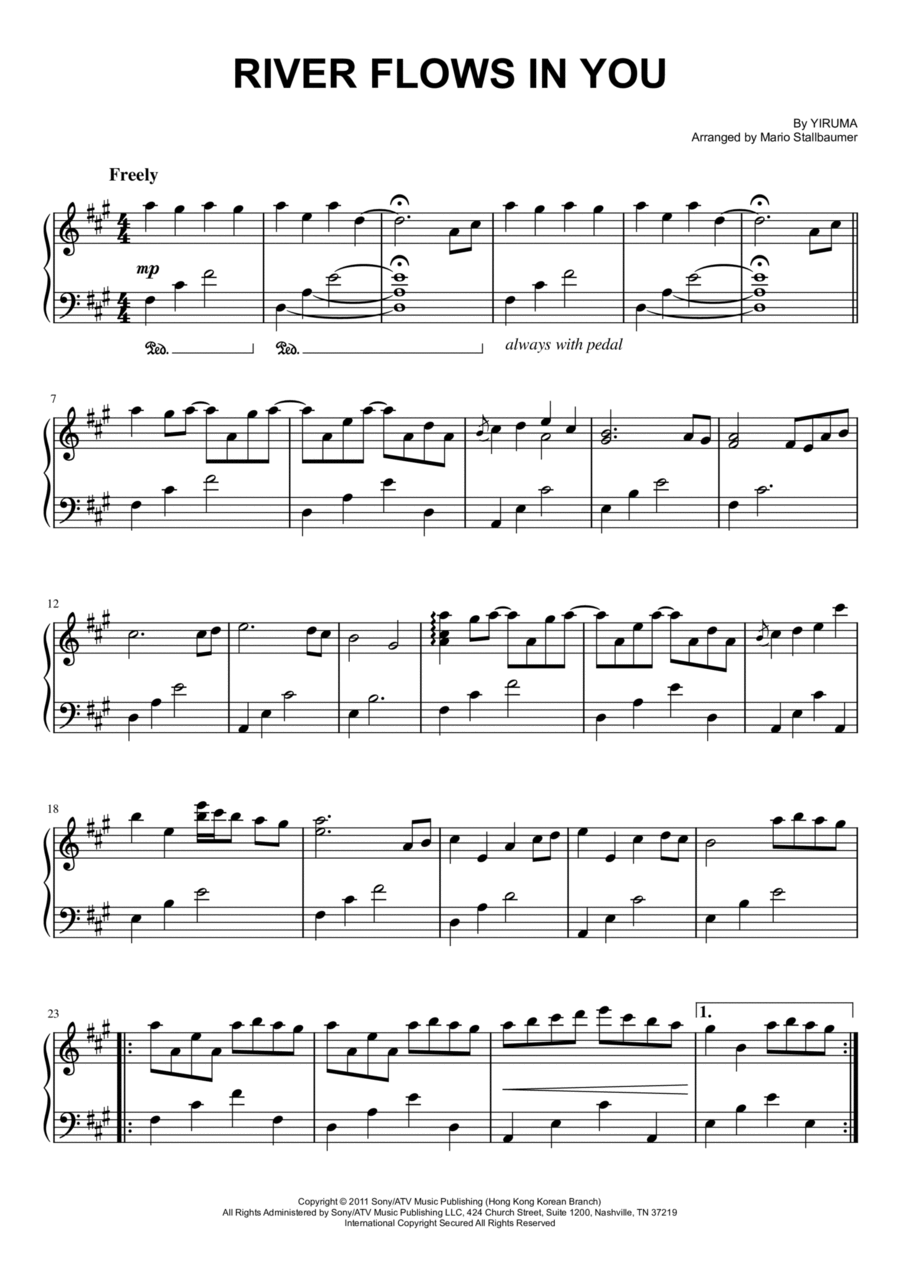 RIVER FLOWS IN YOU
By YIRUMA
Arranged by Mario Stallbaumer
Freely
4 4
4 4
mp
Ped. Ped. always with pedal
7
12
18
23
1.
Copyright © 2011 Sony/ATV Music Publishing (Hong Kong Korean Branch)
All Rights Administered by Sony/ATV Music Publishing LLC, 424 Church Street, Suite 1200, Nashville, TN 37219
International Copyright Secured All Rights Reserved